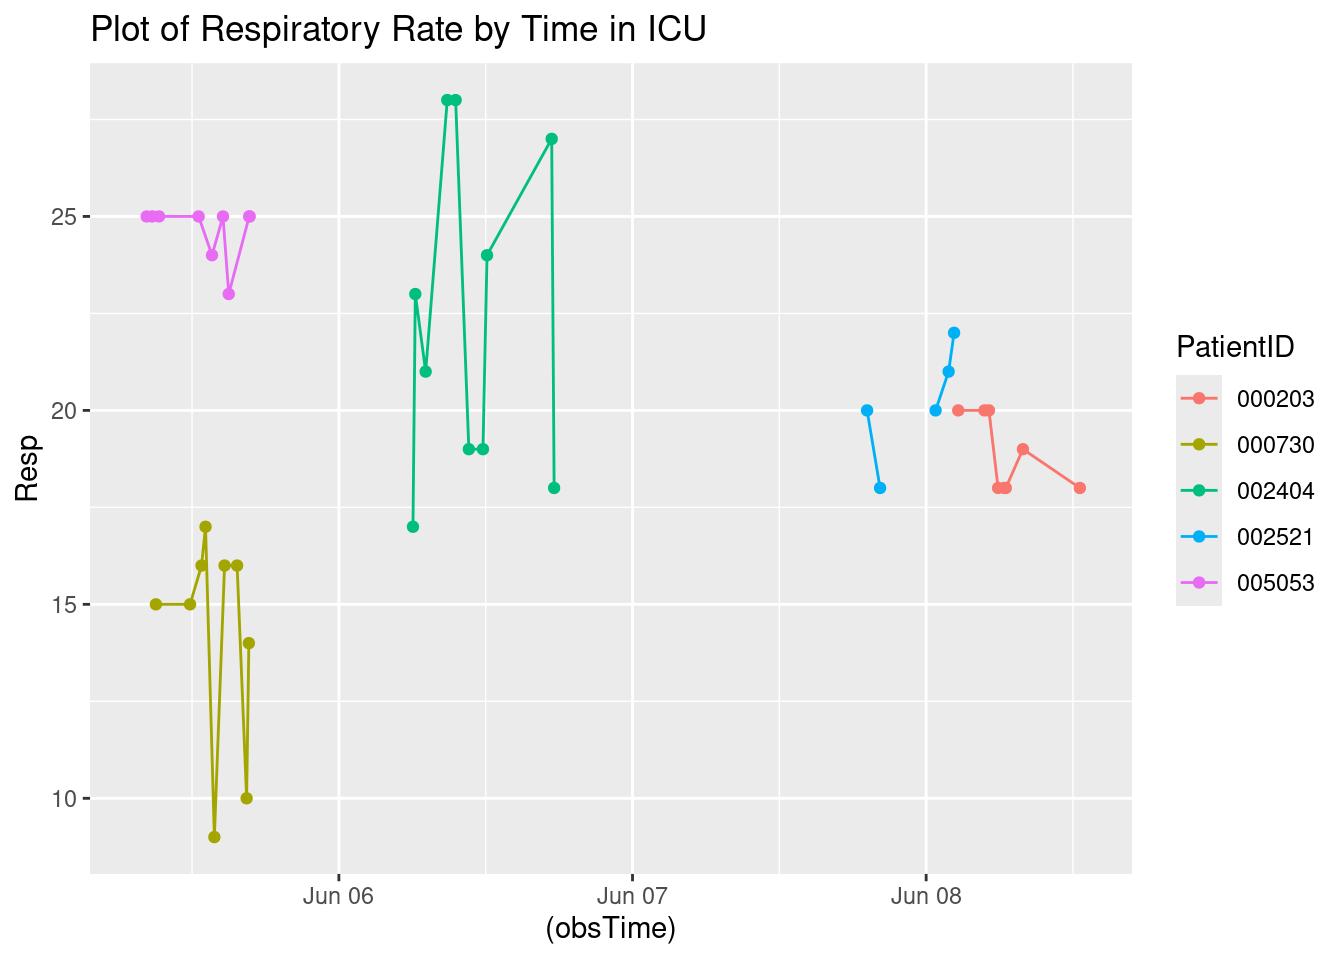 Plot of Respiratory Rate by Time in ICU
25
20
15
10
Resp
Jun 06
Jun 07
Jun 08
(obsTime)
PatientID
000203
000730
002404
002521
005053